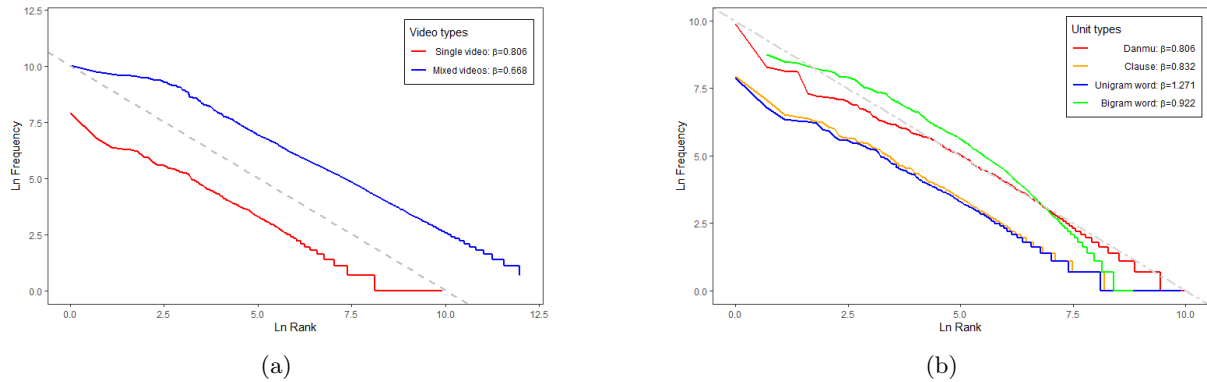 12.5
10.0
7.5
5.0
2.5
0.0
Ln Frequency
0.0 2.5 5.0 7.5 10.0 12.5
Ln Rank
Video types
Single video: β=0.806
Mixed videos: β=0.668
(a)
10.0
7.5
5.0
2.5
0.0
Ln Frequency
0.0 2.5 5.0 7.5 10.0
Ln Rank
Unit types
Danmu: β=0.806
Clause: β=0.832
Unigram word: β=1.271
Bigram word: β=0.922
(b)